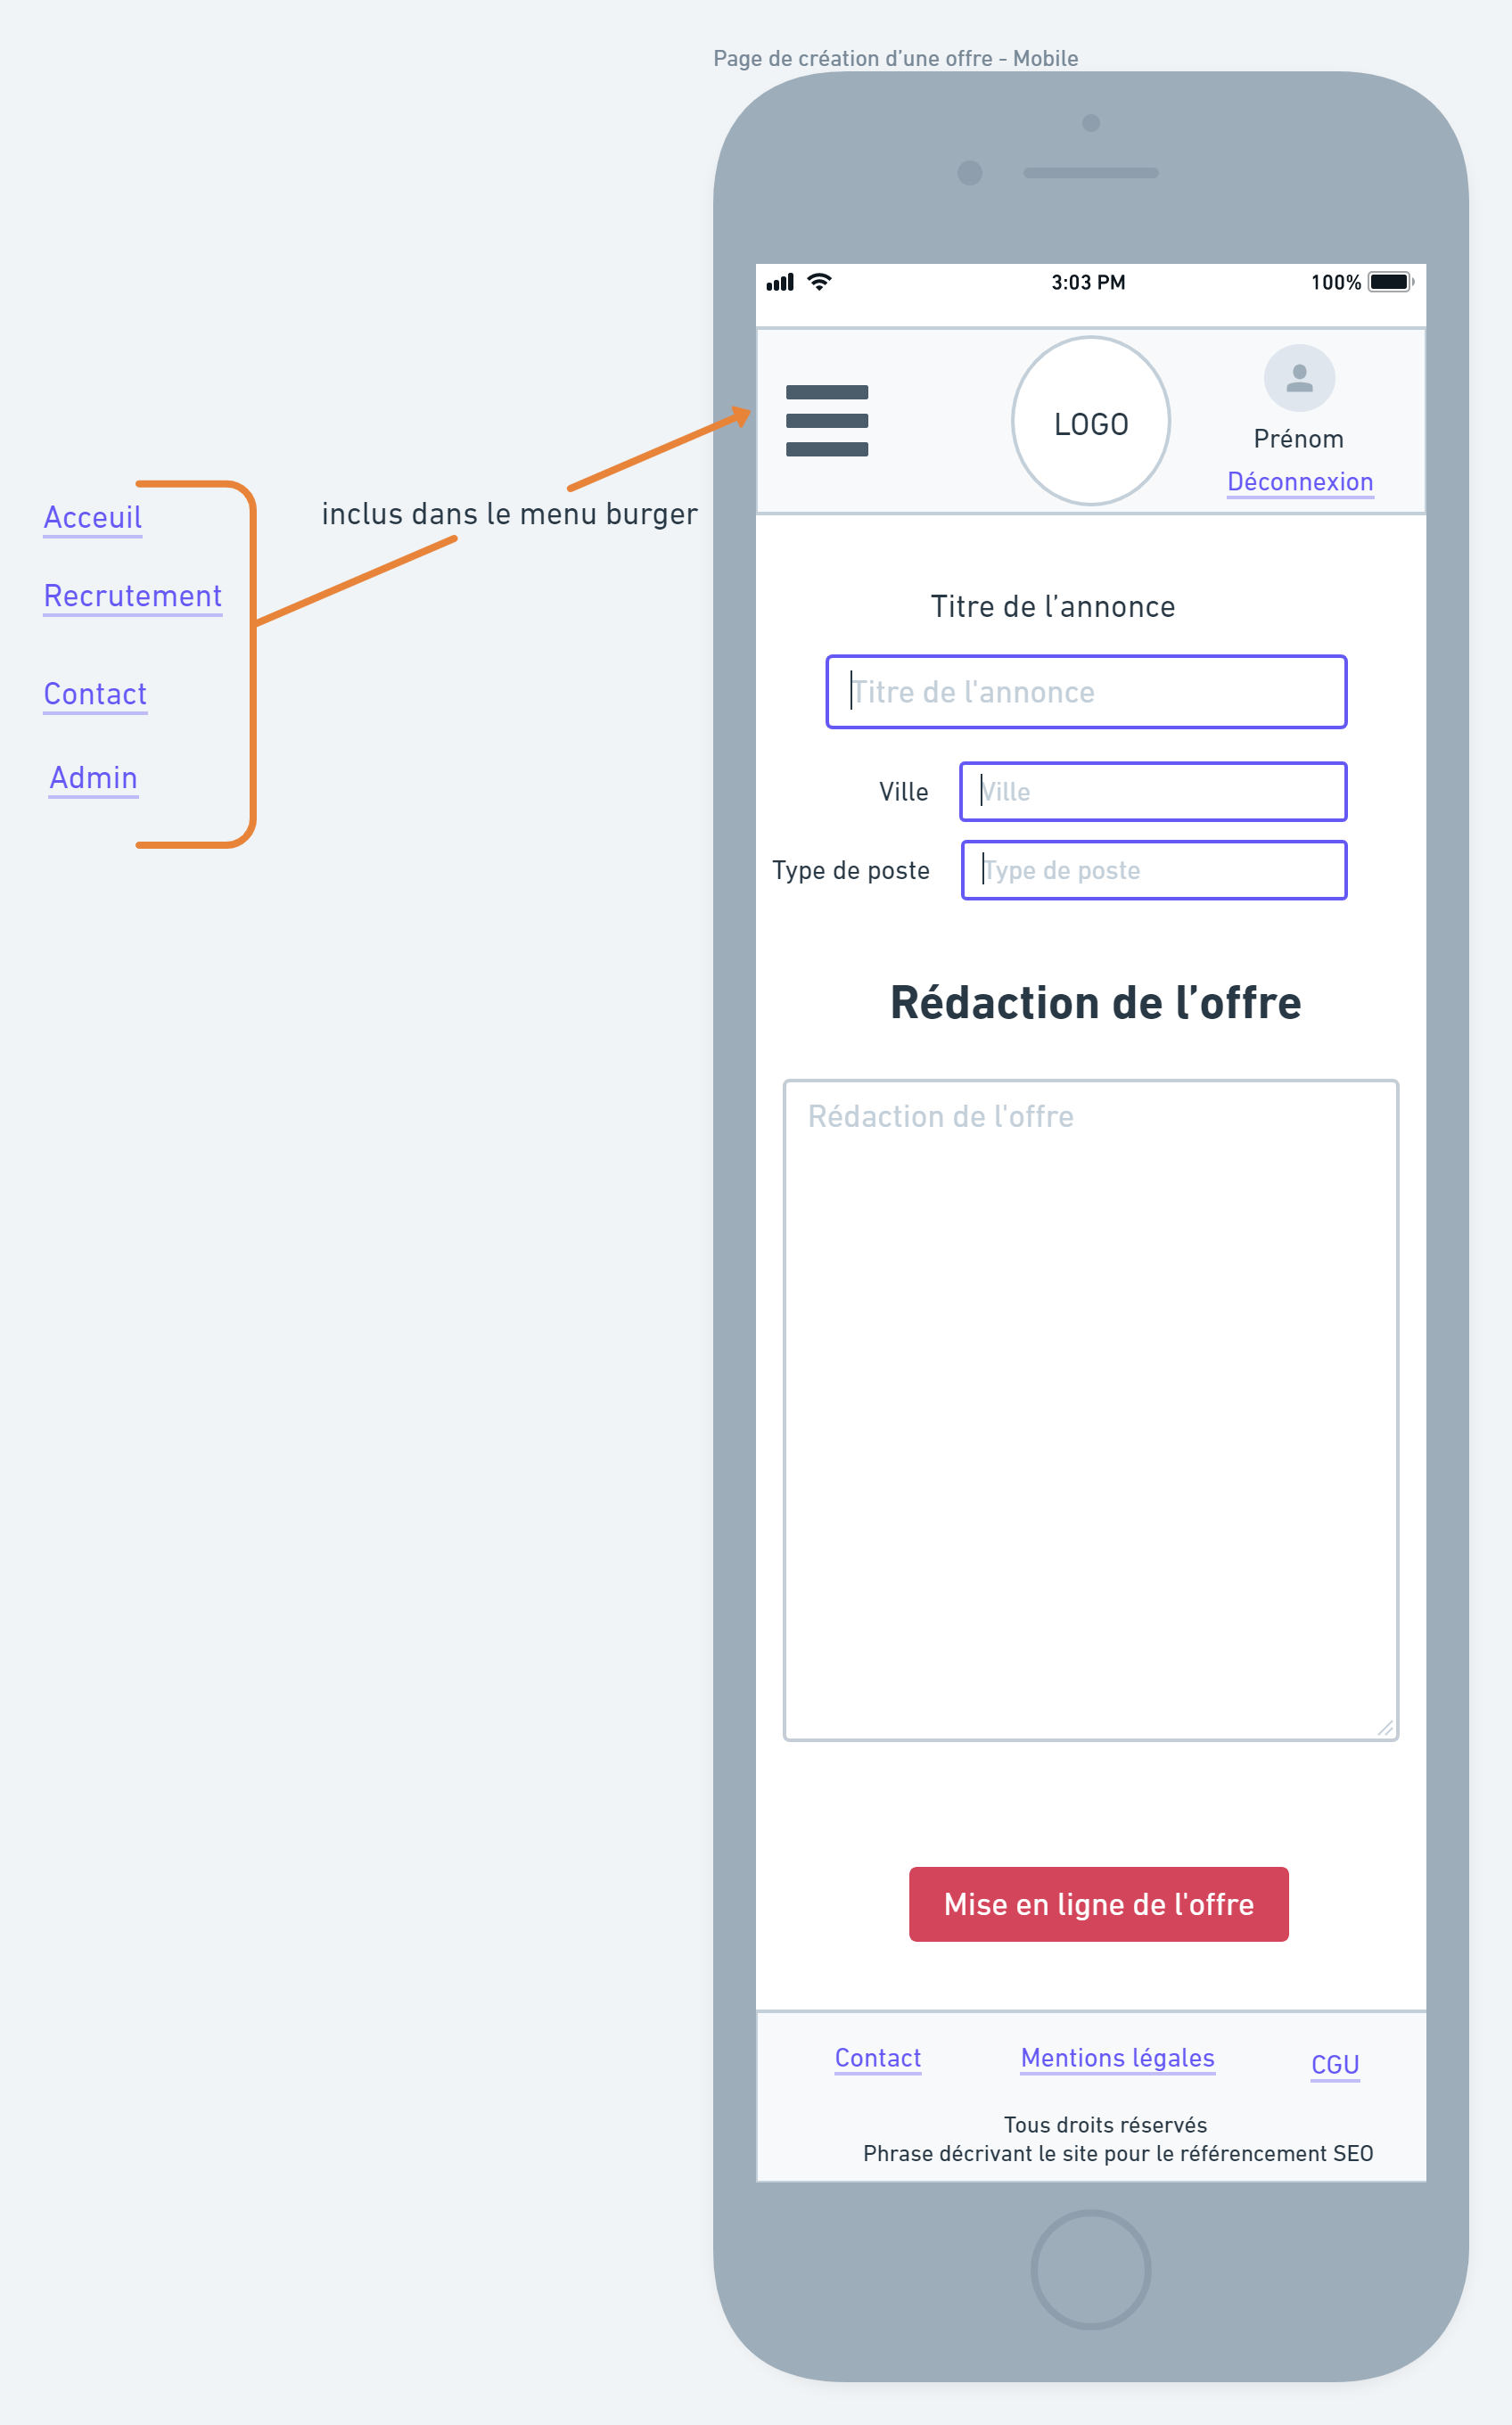 Page de création d’une offre - Mobile
3:03 PM
100%
LOGO
Prénom
Déconnexion
Acceuil
Recrutement
Contact
Admin
inclus dans le menu burger
Titre de l’annonce
Titre de l'annonce
Ville
Ville
Type de poste
Type de poste
Rédaction de l’offre
Rédaction de l'offre
Mise en ligne de l'offre
Contact
Mentions légales
CGU
Tous droits réservés
Phrase décrivant le site pour le référencement SEO